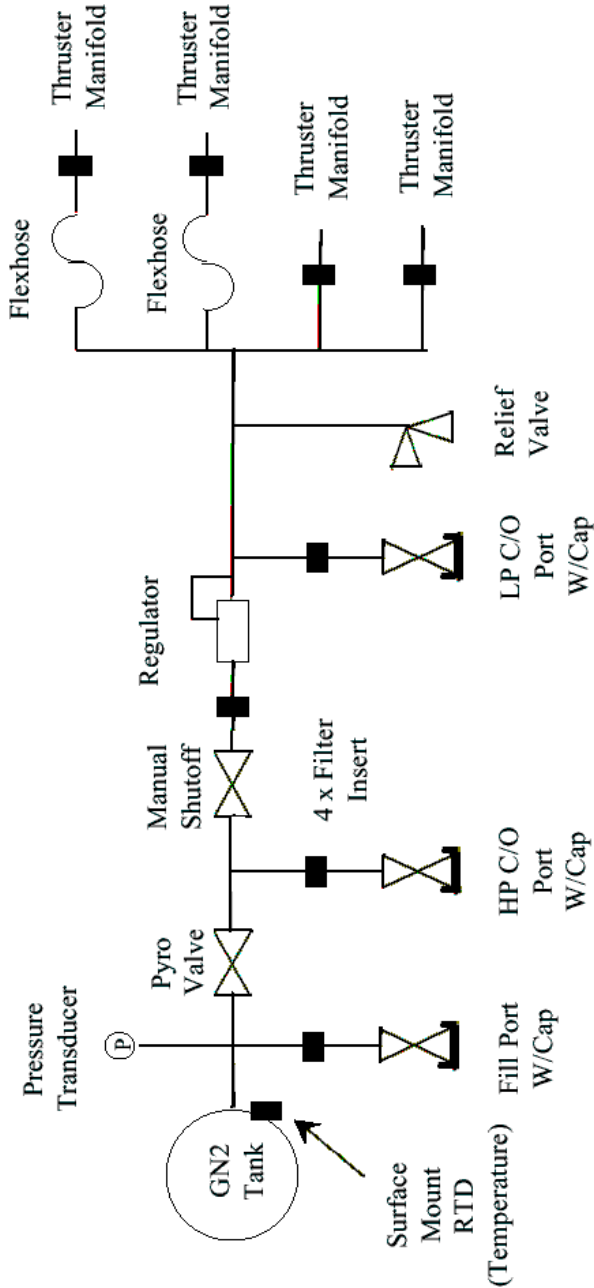 Pressure
Transducer
P
GN2
Tank
Surface
Mount
RTD
(Temperature)
Fill Port
W/Cap
Pyro
Valve
HP C/O
Port
W/Cap
Manual
Shutoff
4 x Filter
Insert
Regulator
LP C/O
Port
W/Cap
Relief
Valve
Flexhose
Flexhose
Thruster
Manifold
Thruster
Manifold
Thruster
Manifold
Thruster
Manifold